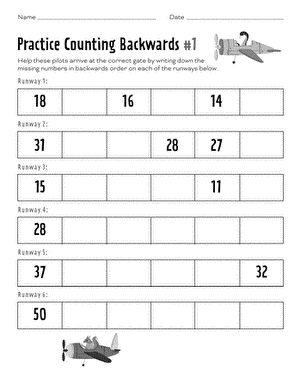 Name Date
Practice Counting Backwards #1
Help these pilots arrive at the correct gate by writing down the
missing numbers in backwards order on each of the runways below.
Runway 1:
18 16 14
Runway 2:
31 28 27
Runway 3:
15 11
Runway 4:
28
Runway 5:
37 32
Runway 6:
50